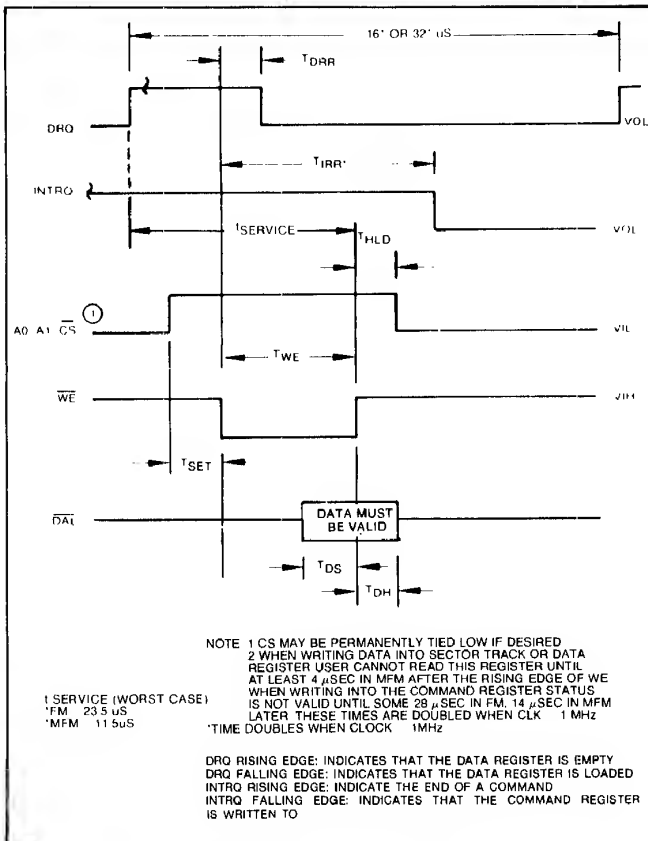 16* OR 32* uS
TDRR
DRQ
VOL
TIRR*
INTRQ
VOL
tSERVICE
THLD
1
A0 A1 CS
VIL
TWE
WE
VIH
TSET
DAL
DATA MUST
BE VALID
TDS
TDH
NOTE 1 CS MAY BE PERMANENTLY TIED LOW IF DESIRED
2 WHEN WRITING DATA INTO SECTOR TRACK OR DATA
REGISTER USER CANNOT READ THIS REGISTER UNTIL
AT LEAST 4 µSEC IN MFM AFTER THE RISING EDGE OF WE
WHEN WRITING INTO THE COMMAND REGISTER STATUS
IS NOT VALID UNTIL SOME 28 µSEC IN FM, 14 µSEC IN MFM
LATER THESE TIMES ARE DOUBLED WHEN CLK 1 MHz
t SERVICE (WORST CASE)
*FM 23.5 uS
*MFM 11.5uS
*TIME DOUBLES WHEN CLOCK 1MHz
DRQ RISING EDGE: INDICATES THAT THE DATA REGISTER IS EMPTY
DRQ FALLING EDGE: INDICATES THAT THE DATA REGISTER IS LOADED
INTRQ RISING EDGE: INDICATE THE END OF A COMMAND
INTRQ FALLING EDGE: INDICATES THAT THE COMMAND REGISTER
IS WRITTEN TO